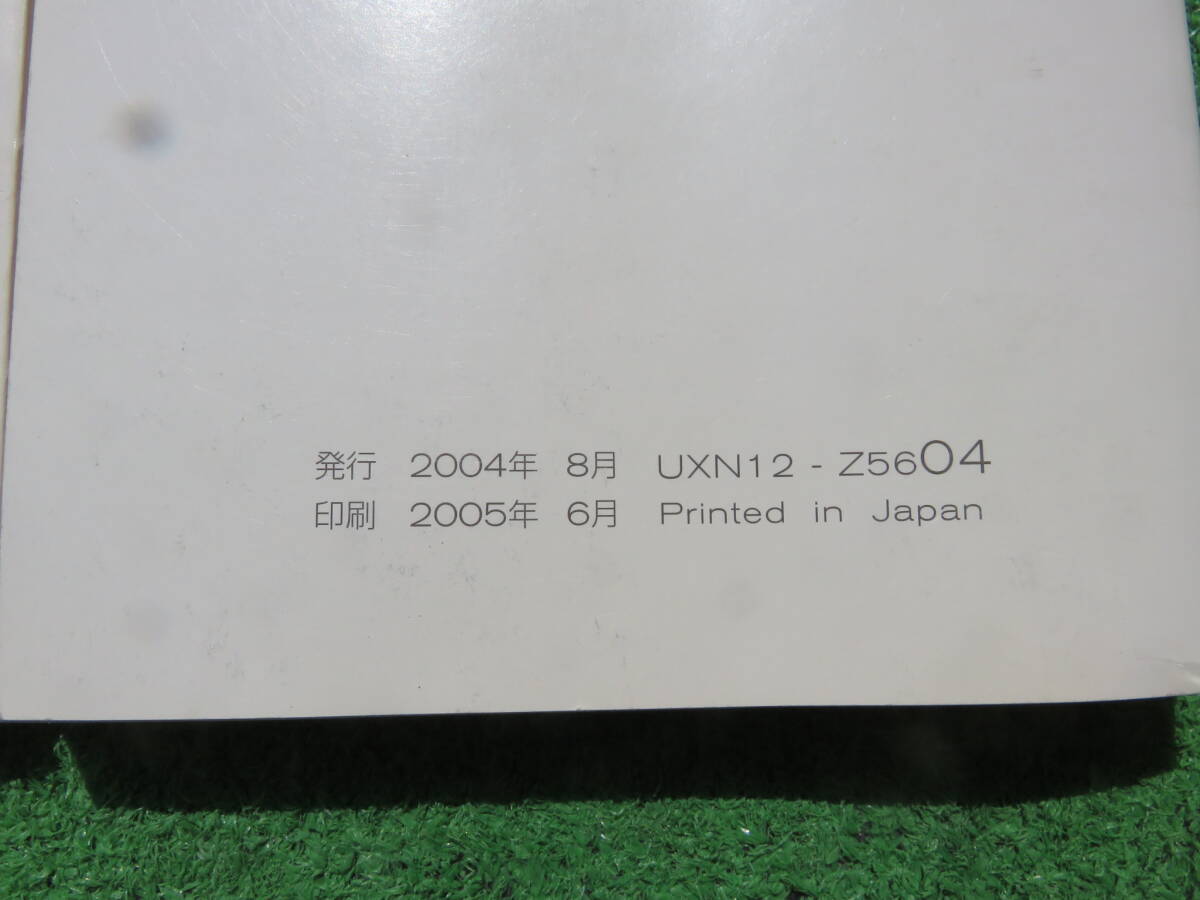 発行 2004年 8月 UXN12 - Z5604
印刷 2005年 6月 Printed in Japan